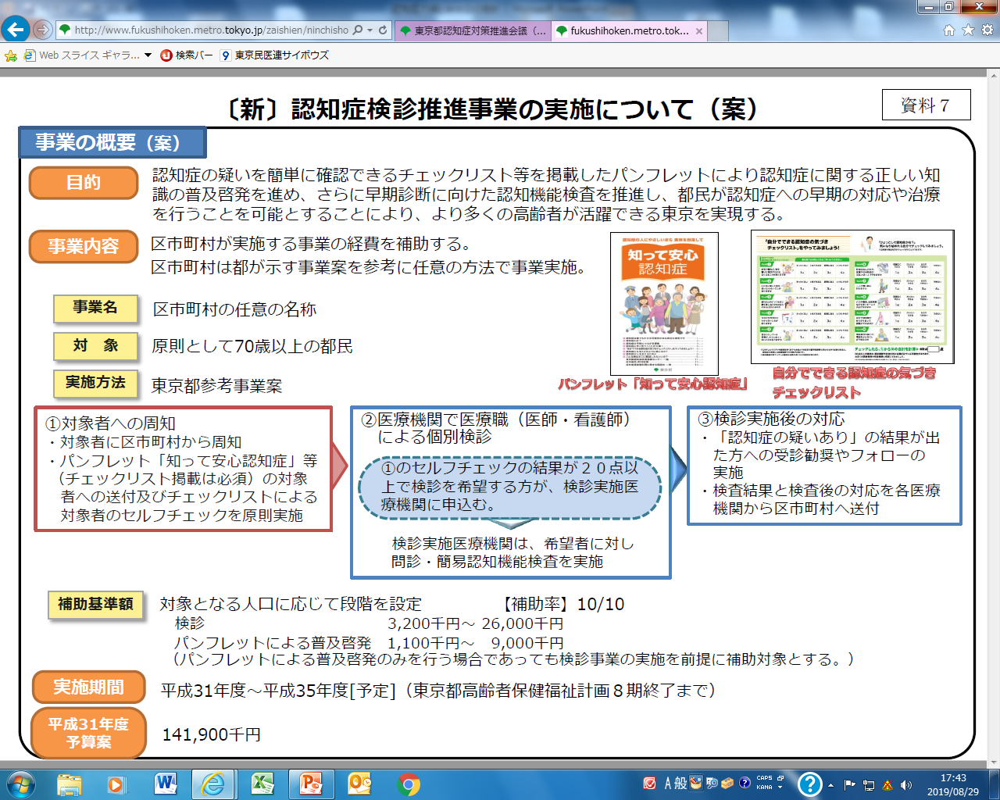 http://www.fukushihoken.metro.tokyo.jp/zaishien/ninchisho
東京都認知症対策推進会議（...
fukushihoken.metro.tok...
Web スライス ギャラ...
検索バー
東京民医連サイボウズ
〔新〕認知症検診推進事業の実施について（案）
資料７
事業の概要（案）
目的
認知症の疑いを簡単に確認できるチェックリスト等を掲載したパンフレットにより認知症に関する正しい知
識の普及啓発を進め、さらに早期診断に向けた認知機能検査を推進し、都民が認知症への早期の対応や治療
を行うことを可能とすることにより、より多くの高齢者が活躍できる東京を実現する。
事業内容
区市町村が実施する事業の経費を補助する。
区市町村は都が示す事業案を参考に任意の方法で事業実施。
知って安心
認知症
「自分でできる認知症の気づき
チェックリスト」をやってみましょう!
パンフレット「知って安心認知症」
自分でできる認知症の気づき
チェックリスト
事業名
区市町村の任意の名称
対　象
原則として70歳以上の都民
実施方法
東京都参考事業案
①対象者への周知
・対象者に区市町村から周知
・パンフレット「知って安心認知症」等
（チェックリスト掲載は必須）の対象
者への送付及びチェックリストによる
対象者のセルフチェックを原則実施
②医療機関で医療職（医師・看護師）
による個別検診
①のセルフチェックの結果が２０点以
上で検診を希望する方が、検診実施医
療機関に申込む。
検診実施医療機関は、希望者に対し
問診・簡易認知機能検査を実施
③検診実施後の対応
・「認知症の疑いあり」の結果が出
た方への受診勧奨やフォローの
実施
・検査結果と検査後の対応を各医療
機関から区市町村へ送付
補助基準額
対象となる人口に応じて段階を設定　【補助率】10/10
検診　3,200千円～ 26,000千円
パンフレットによる普及啓発　1,100千円～　9,000千円
（パンフレットによる普及啓発のみを行う場合であっても検診事業の実施を前提に補助対象とする。）
実施期間
平成31年度～平成35年度[予定]（東京都高齢者保健福祉計画８期終了まで）
平成31年度
予算案
141,900千円
A 般
CAPS
KANA
17:43
2019/08/29